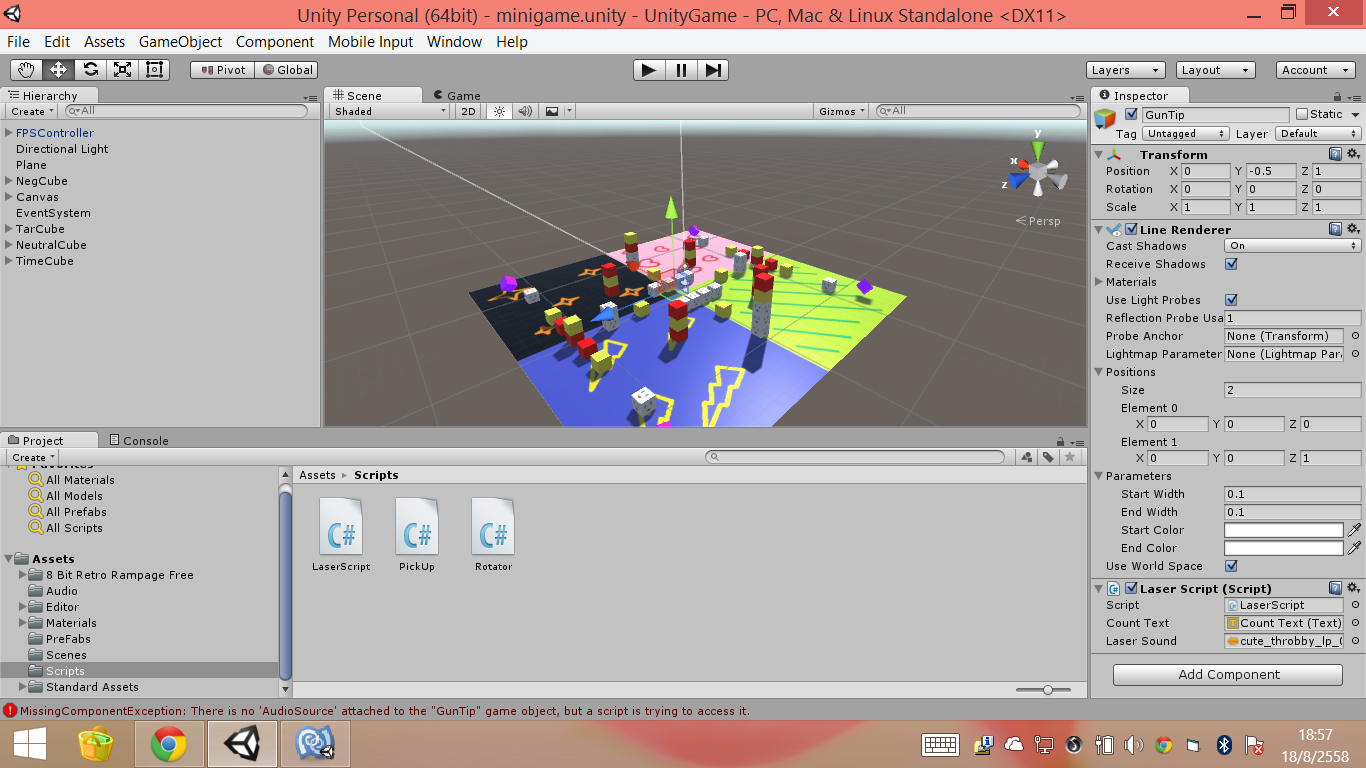 Unity Personal (64bit) - minigame.unity - UnityGame - PC, Mac & Linux Standalone <DX11>
File Edit Assets GameObject Component Mobile Input Window Help
Pivot Global Layers Layout Account
Hierarchy
Create All
FPSController
Directional Light
Plane
NegCube
Canvas
EventSystem
TarCube
NeutralCube
TimeCube
Scene Game
Shaded 2D Gizmos All
y
x
z
Persp
Inspector
GunTip Static
Tag Untagged Layer Default
Transform
Position X 0 Y -0.5 Z 1
Rotation X 0 Y 0 Z 0
Scale X 1 Y 1 Z 1
Line Renderer
Cast Shadows On
Receive Shadows
Materials
Use Light Probes
Reflection Probe Usa 1
Probe Anchor None (Transform)
Lightmap Parameter None (Lightmap Par
Positions
Size 2
Element 0
X 0 Y 0 Z 0
Element 1
X 0 Y 0 Z 1
Parameters
Start Width 0.1
End Width 0.1
Start Color
End Color
Use World Space
Laser Script (Script)
Script LaserScript
Count Text Count Text (Text)
Laser Sound cute_throbby_lp_0
Add Component
Project Console
Create
Favorites
All Materials
All Models
All Prefabs
All Scripts
Assets
8 Bit Retro Rampage Free
Audio
Editor
Materials
PreFabs
Scenes
Scripts
Standard Assets
Assets Scripts
C# C# C#
LaserScript PickUp Rotator
MissingComponentException: There is no 'AudioSource' attached to the "GunTip" game object, but a script is trying to access it.
18:57
18/8/2558